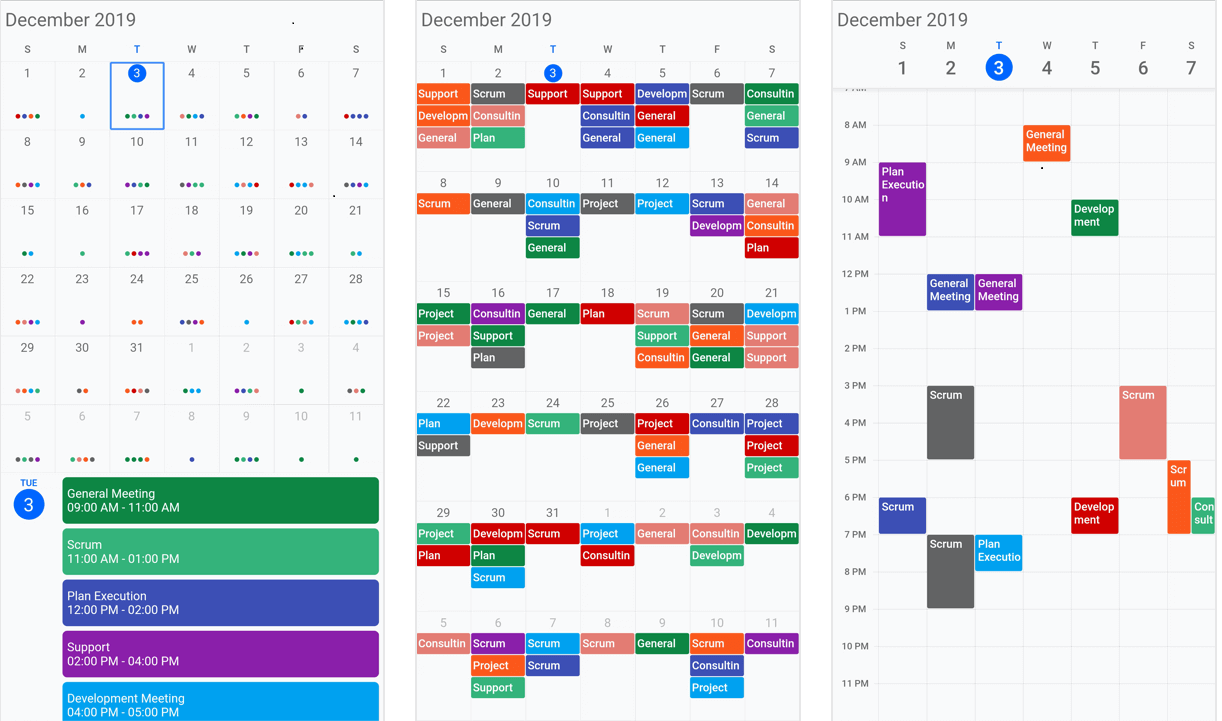 December 2019
S M T W T F S
1 2 3 4 5 6 7
8 9 10 11 12 13 14
15 16 17 18 19 20 21
22 23 24 25 26 27 28
29 30 31 1 2 3 4
5 6 7 8 9 10 11
TUE
3
General Meeting
09:00 AM - 11:00 AM
Scrum
11:00 AM - 01:00 PM
Plan Execution
12:00 PM - 02:00 PM
Support
02:00 PM - 04:00 PM
Development Meeting
04:00 PM - 05:00 PM
December 2019
S M T W T F S
1 2 3 4 5 6 7
Support Scrum Support Support Developm Scrum Consultin
Developm Consultin Consultin General General
General Plan General General Scrum
8 9 10 11 12 13 14
Scrum General Consultin Project Project Scrum General
Scrum Developm Consultin
General Plan
15 16 17 18 19 20 21
Project Consultin General Plan Scrum Scrum Developm
Project Support Support General Support
Plan Consultin General Support
22 23 24 25 26 27 28
Plan Developm Scrum Project Project Consultin Project
Support General Project
General Project
29 30 31 1 2 3 4
Project Developm Scrum Project General Consultin Developm
Plan Plan Consultin Developm
Scrum
5 6 7 8 9 10 11
Consultin Scrum Scrum Scrum General Scrum Consultin
Project Scrum Consultin
Support Project
December 2019
S M T W T F S
1 2 3 4 5 6 7
8 AM
General
Meeting
9 AM
Plan
Executio
n
10 AM
Develop
ment
11 AM
12 PM
General
Meeting
General
Meeting
1 PM
2 PM
3 PM
Scrum
Scrum
4 PM
5 PM
Scr
um
6 PM
Scrum
Develop
ment
Con
sult
7 PM
Scrum
Plan
Executio
8 PM
9 PM
10 PM
11 PM